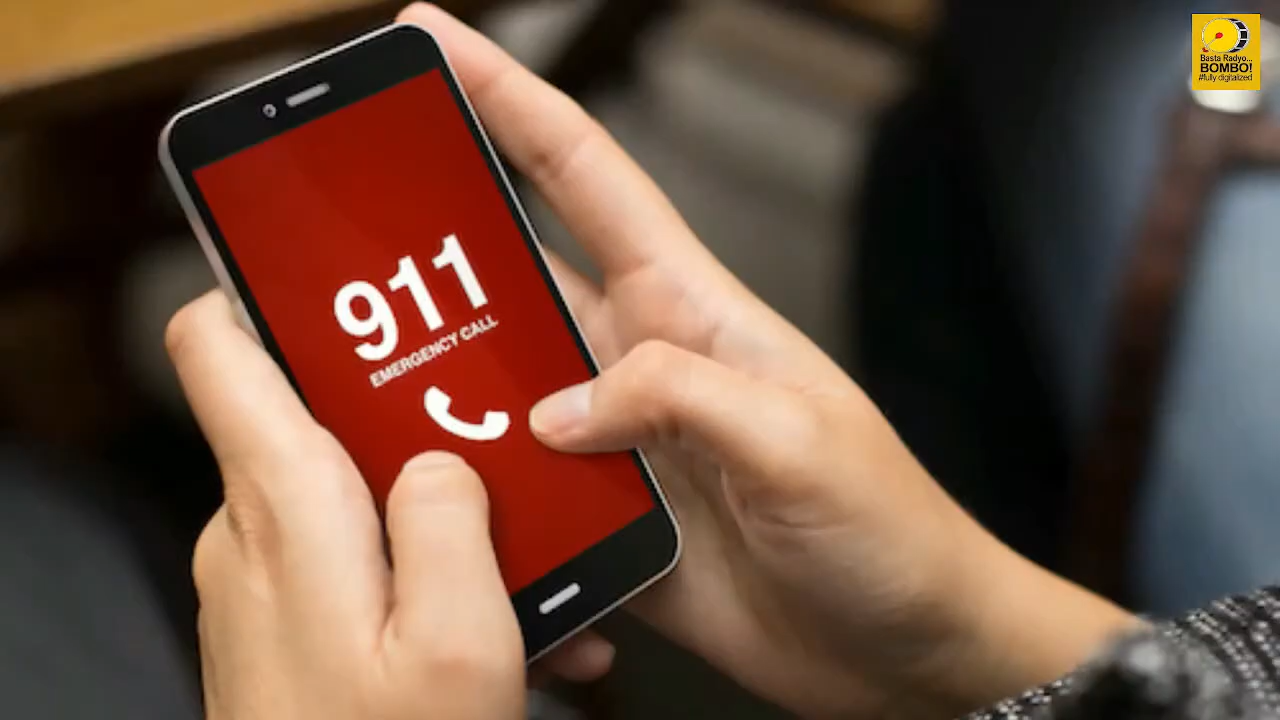 Basta Radyo...
BOMBO!
#fully digitalized
911
EMERGENCY CALL